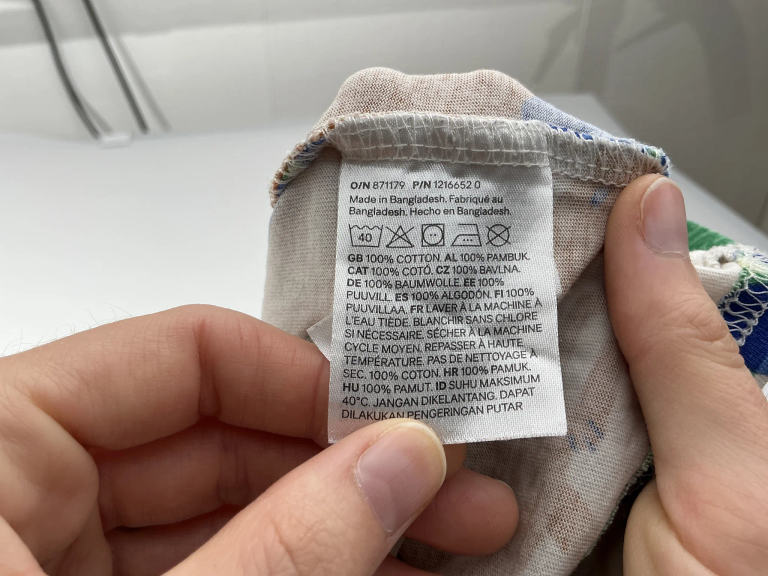 O/N 871179 P/N 1216652 0
Made in Bangladesh. Fabriqué au
Bangladesh. Hecho en Bangladesh.
40
GB 100% COTTON. AL 100% PAMBUK.
CAT 100% COTÓ. CZ 100% BAVLNA.
DE 100% BAUMWOLLE. EE 100%
PUUVILL. ES 100% ALGODÓN. FI 100%
PUUVILLAA. FR LAVER À LA MACHINE À
L'EAU TIÈDE. BLANCHIR SANS CHLORE
SI NÉCESSAIRE. SÉCHER À LA MACHINE
CYCLE MOYEN. REPASSER À HAUTE
TEMPÉRATURE. PAS DE NETTOYAGE À
SEC. 100% COTON. HR 100% PAMUK.
HU 100% PAMUT. ID SUHU MAKSIMUM
40°C. JANGAN DIKELANTANG. DAPAT
DILAKUKAN PENGERINGAN PUTAR